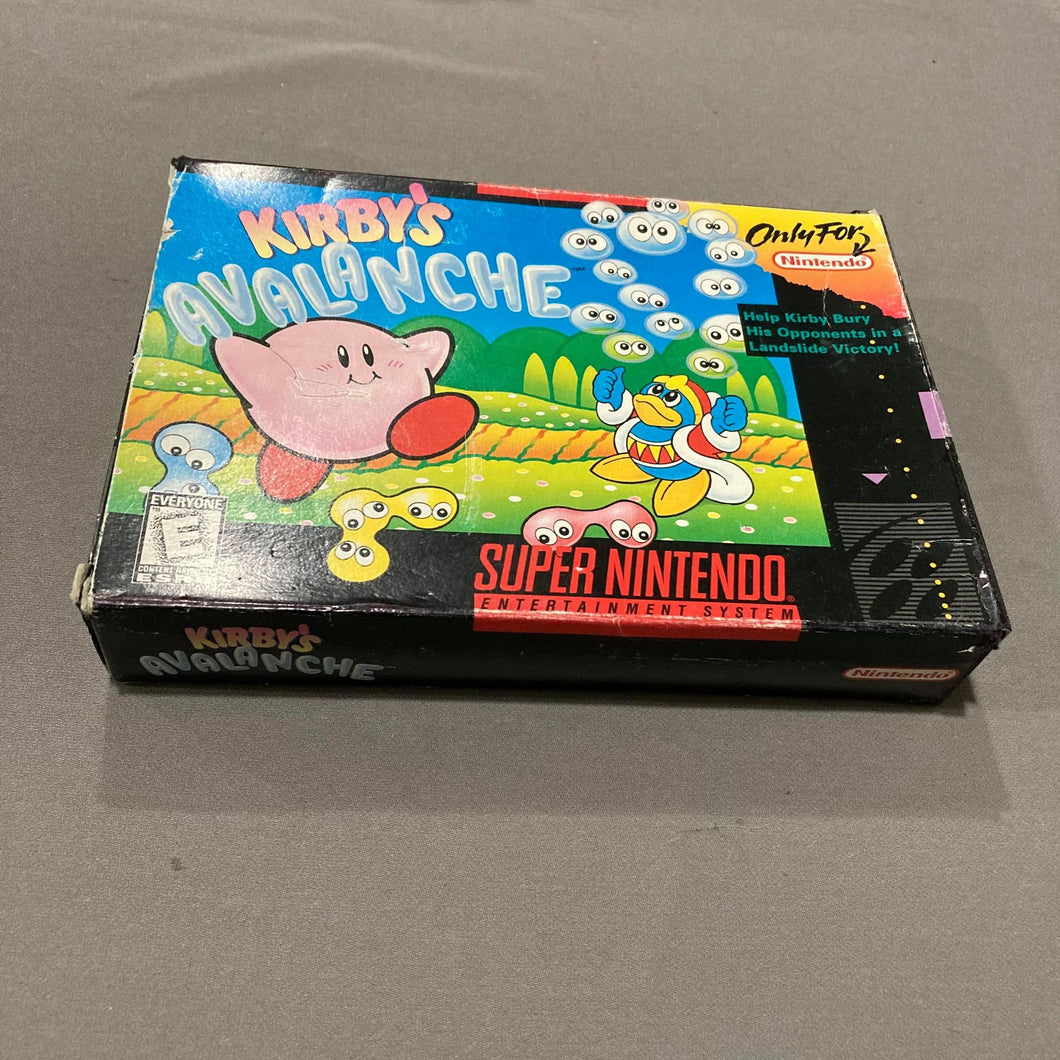 KIRBY'S
AVALANCHE
TM
Only For
Nintendo
Help Kirby Bury
His Opponents in a
Landslide Victory!
EVERYONE
E
SUPER NINTENDO®
ENTERTAINMENT SYSTEM
KIRBY'S
AVALANCHE
Nintendo